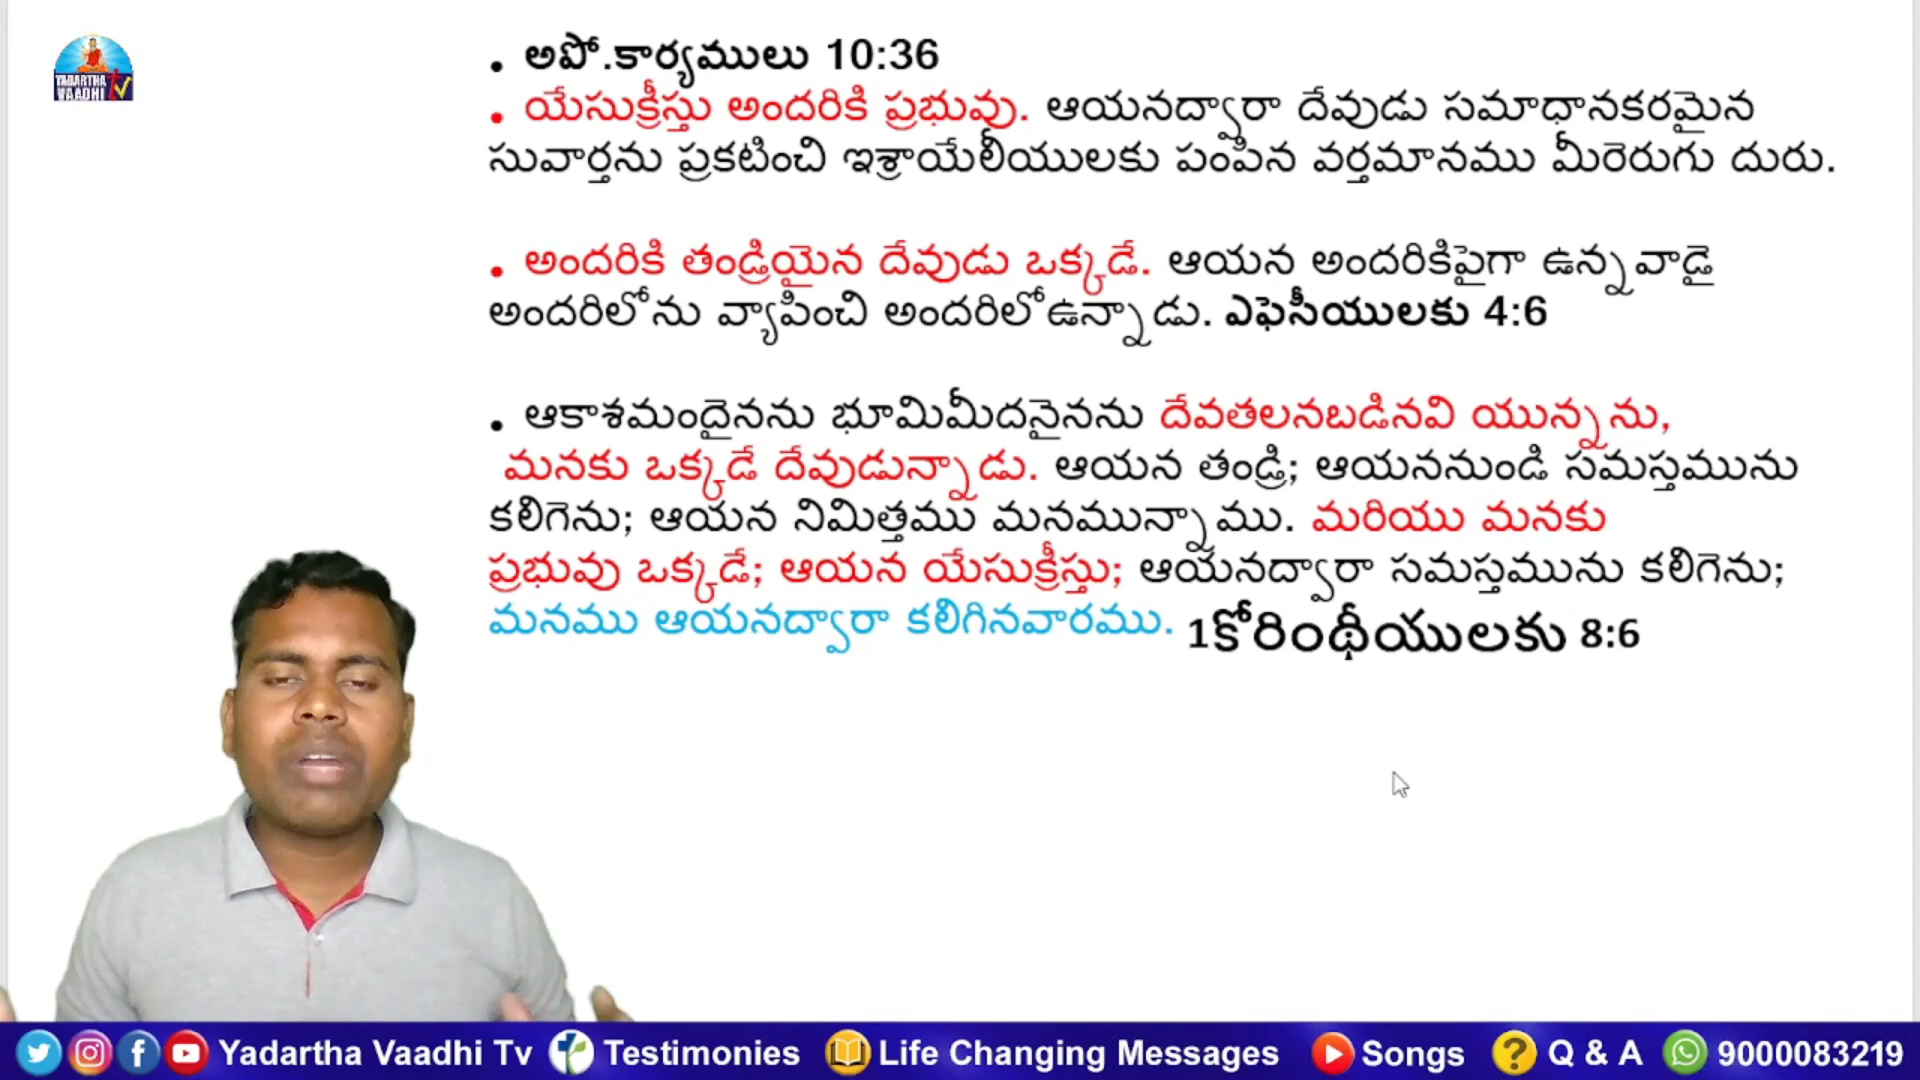 YADARTHA
VAADHI TV
. అపో.కార్యములు 10:36
. యేసుక్రీస్తు అందరికి ప్రభువు. ఆయనద్వారా దేవుడు సమాధానకరమైన
సువార్తను ప్రకటించి ఇశ్రాయేలీయులకు పంపిన వర్తమానము మీరెరుగు దురు.
. అందరికి తండ్రియైన దేవుడు ఒక్కడే. ఆయన అందరికిపైగా ఉన్నవాడై
అందరిలోను వ్యాపించి అందరిలోఉన్నాడు. ఎఫెసీయులకు 4:6
. ఆకాశమందైనను భూమిమీదనైనను దేవతలనబడినవి యున్నను,
మనకు ఒక్కడే దేవుడున్నాడు. ఆయన తండ్రి; ఆయననుండి సమస్తమును
కలిగెను; ఆయన నిమిత్తము మనమున్నాము. మరియు మనకు
ప్రభువు ఒక్కడే; ఆయన యేసుక్రీస్తు; ఆయనద్వారా సమస్తమును కలిగెను;
మనము ఆయనద్వారా కలిగినవారము. 1కోరింథీయులకు 8:6
Yadartha Vaadhi Tv Testimonies Life Changing Messages Songs Q & A 9000083219